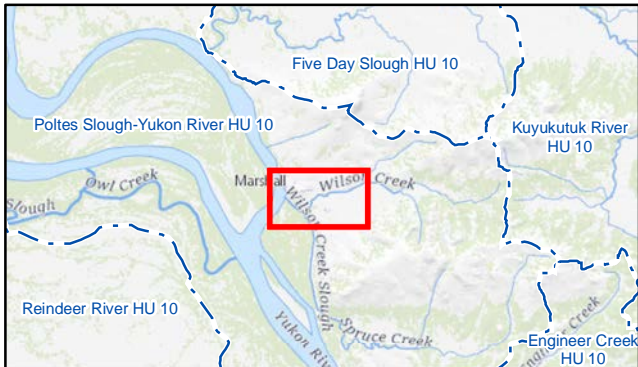 Five Day Slough HU 10
Poltes Slough-Yukon River HU 10
Kuyukutuk River
HU 10
Marshall
Wilson Creek
Owl Creek
Slough
Wilson Creek Slough
Reindeer River HU 10
Yukon Rive
Spruce Creek
Engineer Creek
HU 10